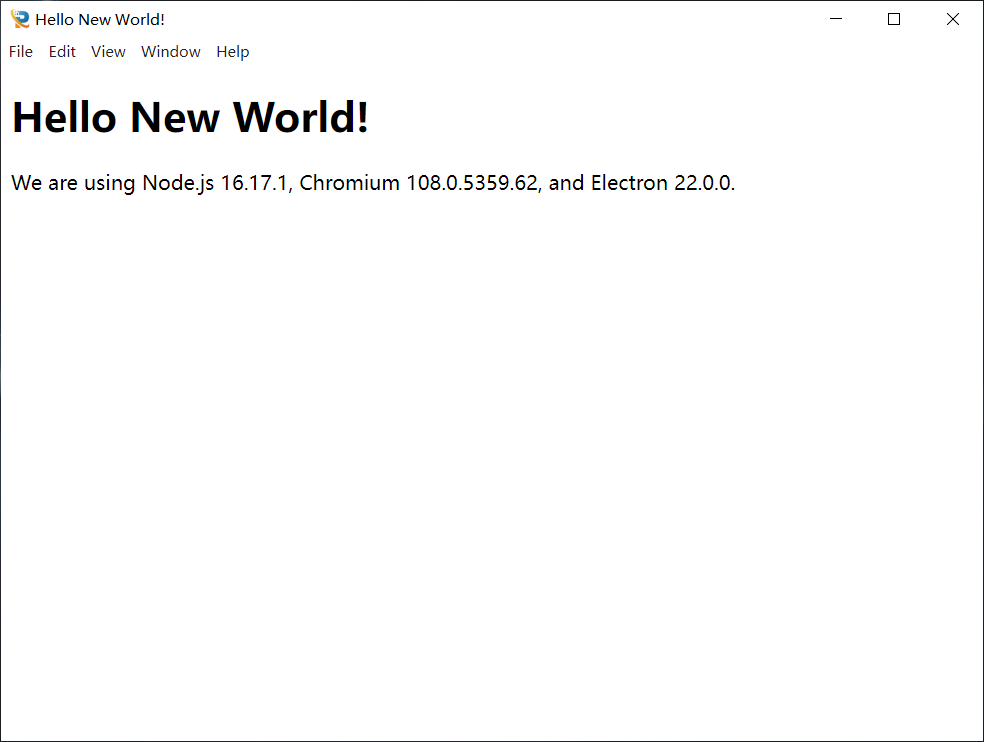 Hello New World!
File Edit View Window Help
Hello New World!
We are using Node.js 16.17.1, Chromium 108.0.5359.62, and Electron 22.0.0.